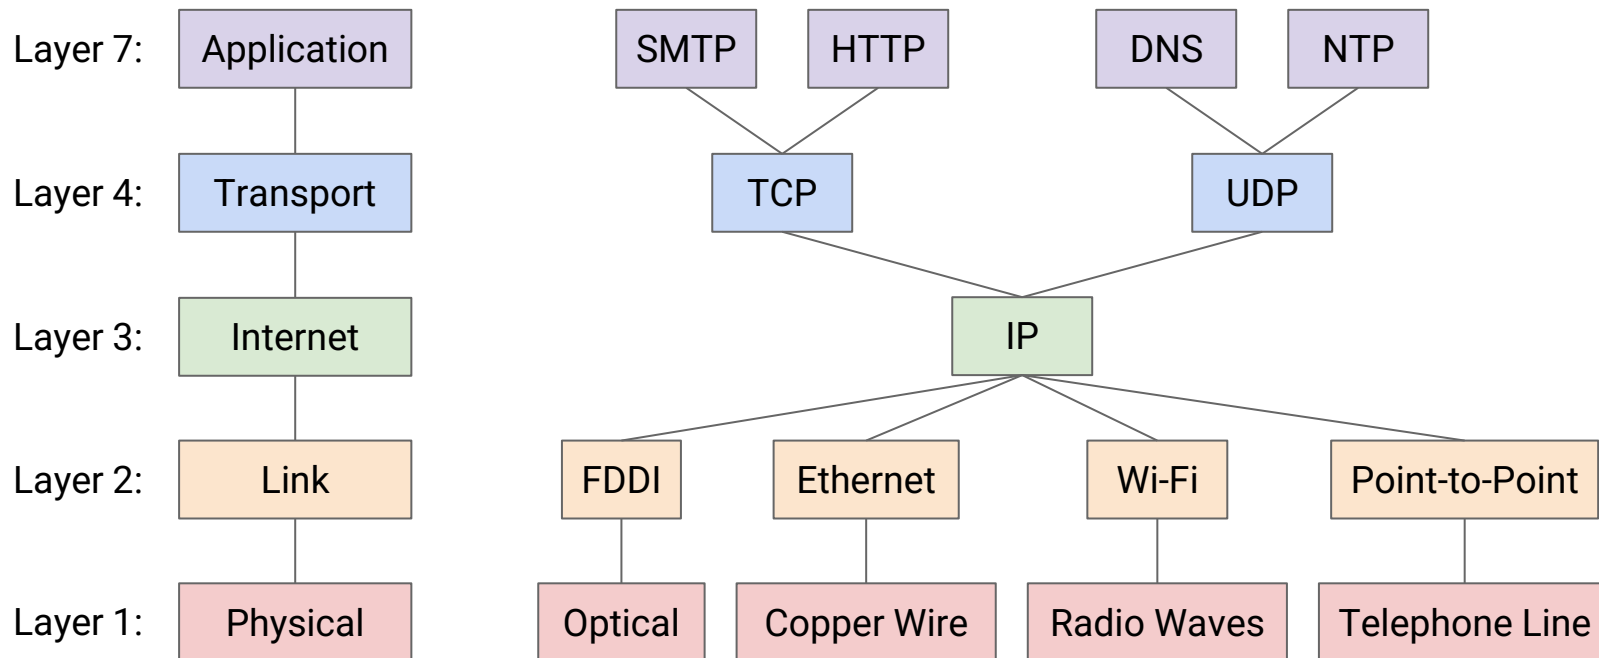 Layer 7: Application SMTP HTTP DNS NTP
Layer 4: Transport TCP UDP
Layer 3: Internet IP
Layer 2: Link FDDI Ethernet Wi-Fi Point-to-Point
Layer 1: Physical Optical Copper Wire Radio Waves Telephone Line